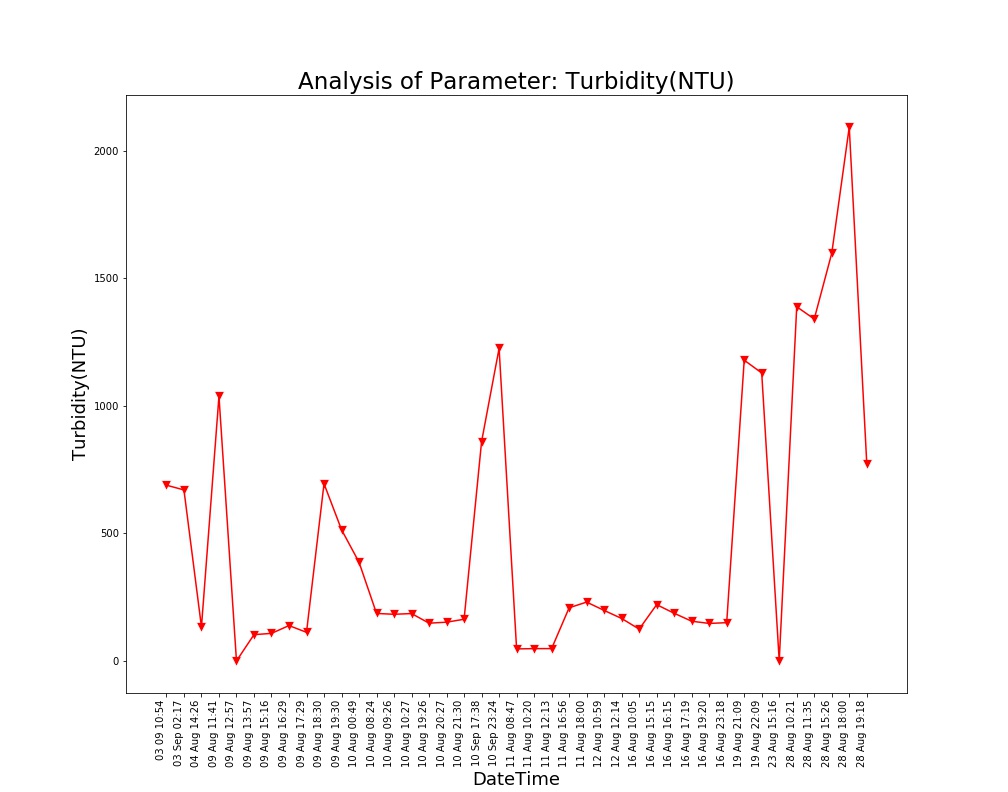 Analysis of Parameter: Turbidity(NTU)
Turbidity(NTU)
2000
1500
1000
500
0
03 09 10:54
03 Sep 02:17
04 Aug 14:26
09 Aug 11:41
09 Aug 12:57
09 Aug 13:57
09 Aug 15:16
09 Aug 16:29
09 Aug 17:29
09 Aug 18:30
09 Aug 19:30
10 Aug 00:49
10 Aug 08:24
10 Aug 09:26
10 Aug 10:27
10 Aug 19:26
10 Aug 20:27
10 Aug 21:30
10 Sep 17:38
10 Sep 23:24
11 Aug 08:47
11 Aug 10:20
11 Aug 12:13
11 Aug 16:56
11 Aug 18:00
12 Aug 10:59
12 Aug 12:14
16 Aug 10:05
16 Aug 15:15
16 Aug 16:15
16 Aug 17:19
16 Aug 19:20
16 Aug 23:18
19 Aug 21:09
19 Aug 22:09
23 Aug 15:16
28 Aug 10:21
28 Aug 11:35
28 Aug 15:26
28 Aug 18:00
28 Aug 19:18
DateTime